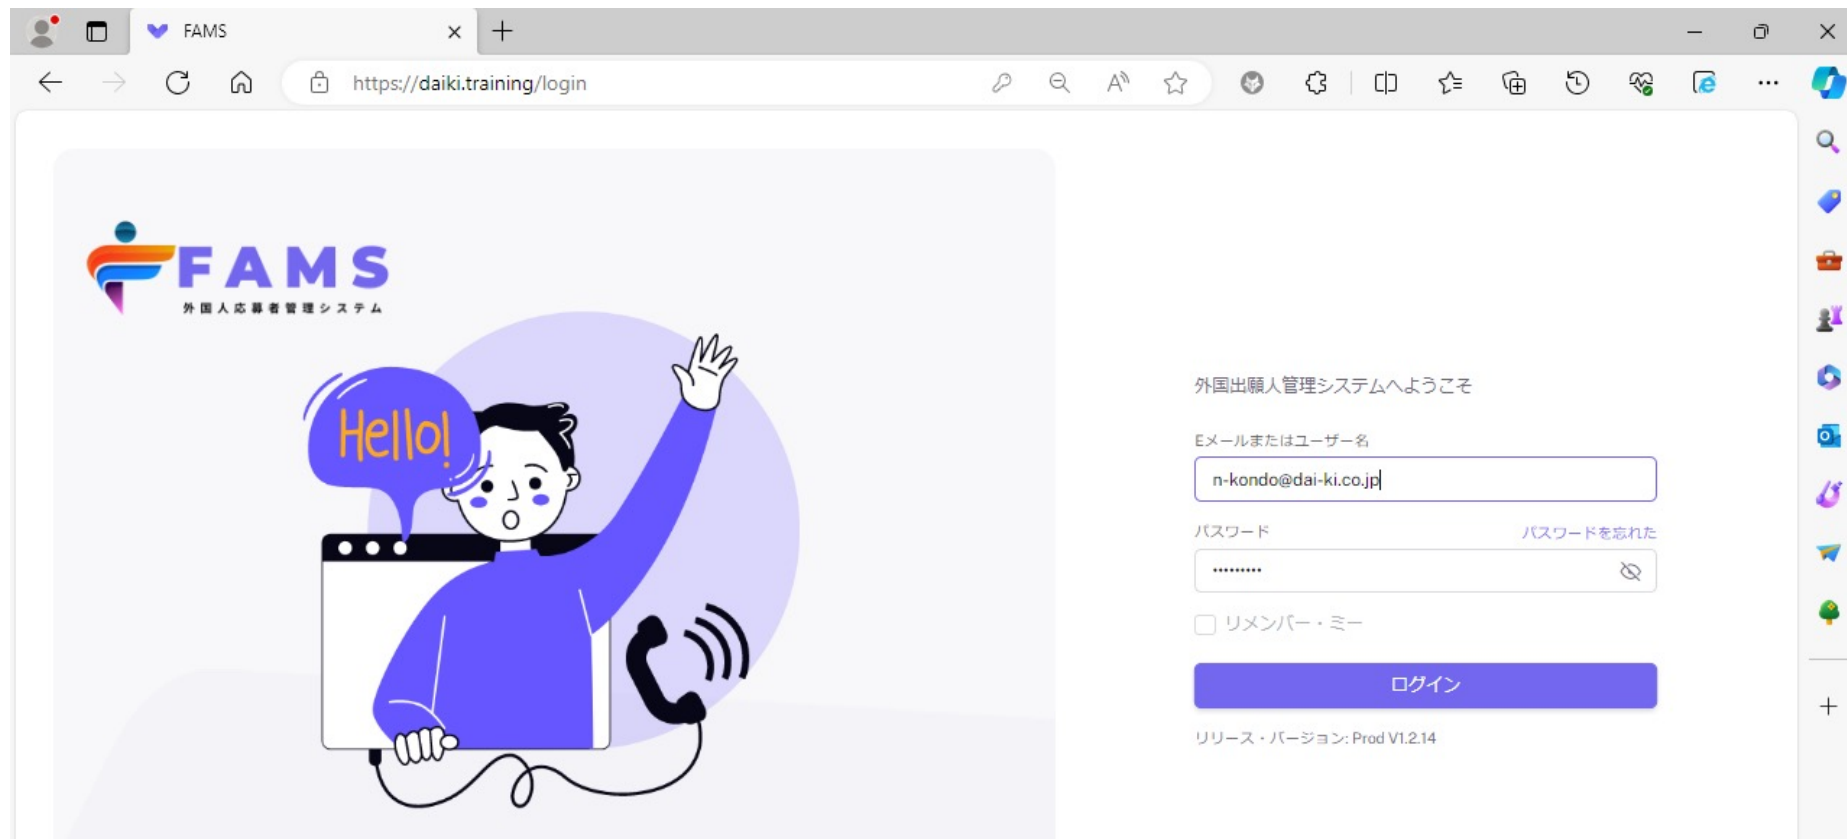 FAMS
https://daiki.training/login
FAMS
外国人応募者管理システム
Hello!
外国出願人管理システムへようこそ
Eメールまたはユーザー名
n-kondo@dai-ki.co.jp
パスワード
パスワードを忘れた
リメンバー・ミー
ログイン
リリース・バージョン: Prod V1.2.14